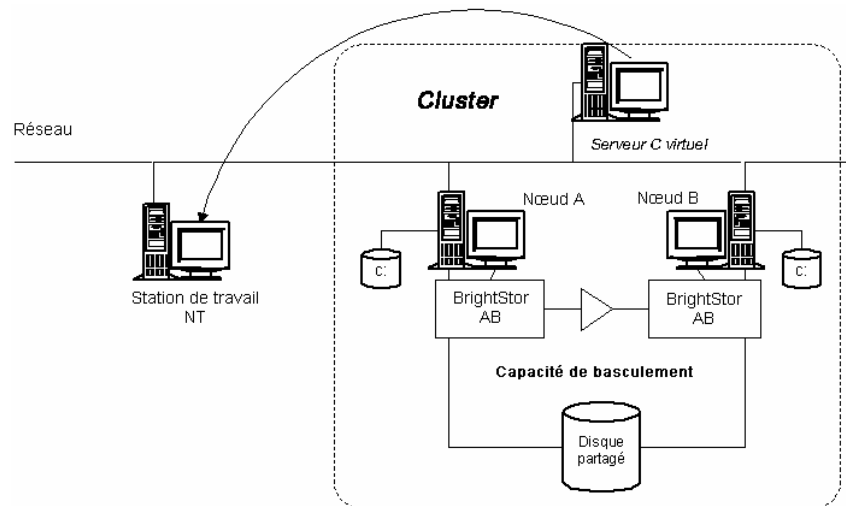 Cluster
Réseau
Serveur C virtuel
Nœud A
Nœud B
c:
c:
Station de travail
NT
BrightStor
AB
BrightStor
AB
Capacité de basculement
Disque
partagé